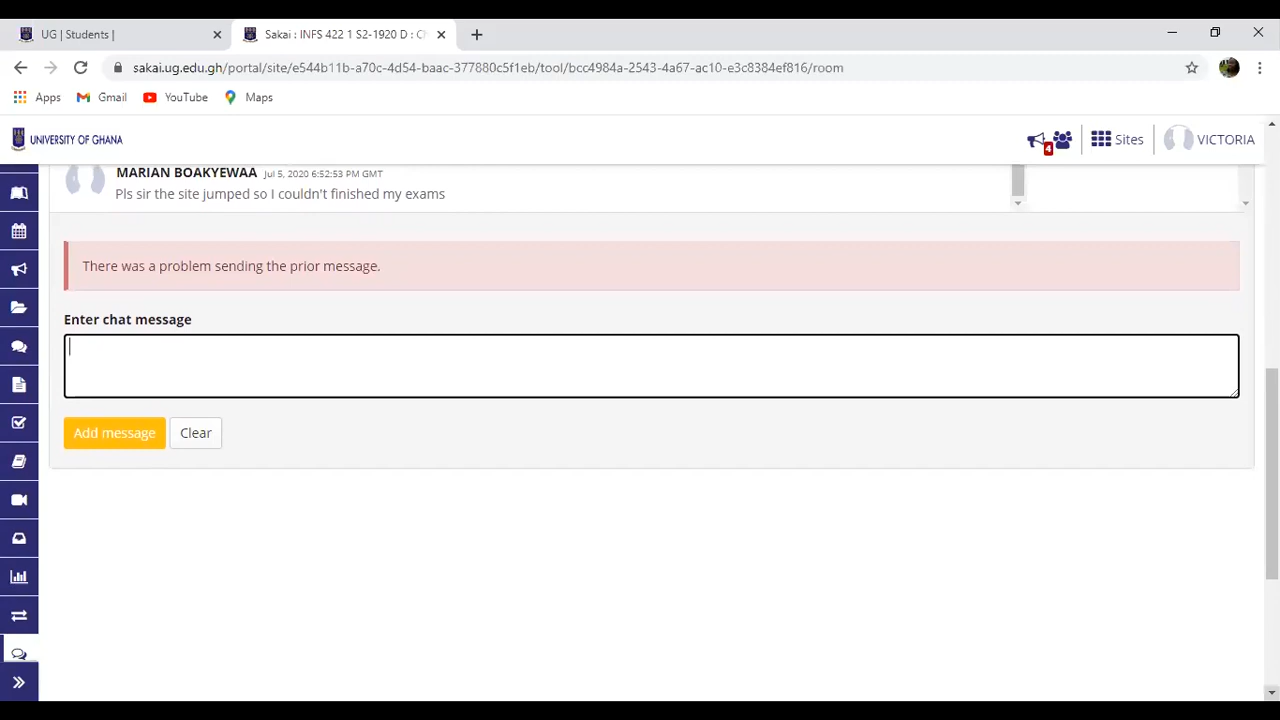 UG | Students |
Sakai : INFS 422 1 S2-1920 D : Ch
sakai.ug.edu.gh/portal/site/e544b11b-a70c-4d54-baac-377880c5f1eb/tool/bcc4984a-2543-4a67-ac10-e3c8384ef816/room
Apps Gmail YouTube Maps
UNIVERSITY OF GHANA
4 Sites VICTORIA
MARIAN BOAKYEWAA Jul 5, 2020 6:52:53 PM GMT
Pls sir the site jumped so I couldn't finished my exams
There was a problem sending the prior message.
Enter chat message
Add message Clear